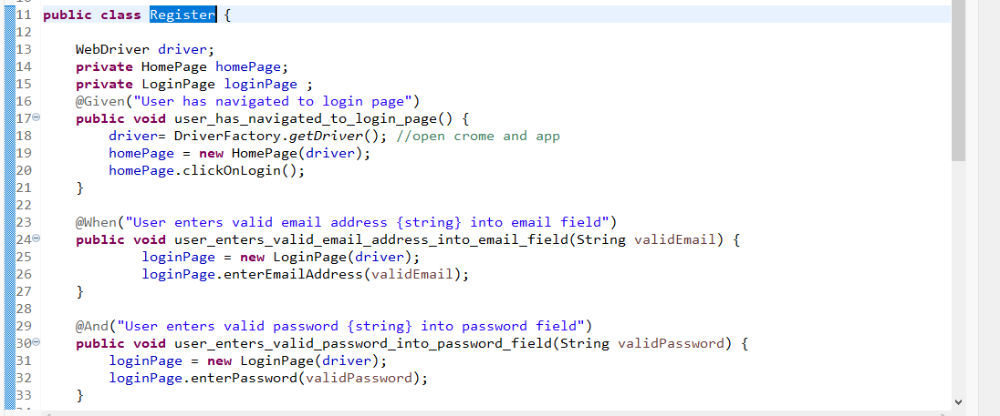 11 public class Register {
12
13     WebDriver driver;
14     private HomePage homePage;
15     private LoginPage loginPage ;
16     @Given("User has navigated to login page")
17     public void user_has_navigated_to_login_page() {
18         driver= DriverFactory.getDriver(); //open crome and app
19         homePage = new HomePage(driver);
20         homePage.clickOnLogin();
21     }
22
23     @When("User enters valid email address {string} into email field")
24     public void user_enters_valid_email_address_into_email_field(String validEmail) {
25             loginPage = new LoginPage(driver);
26             loginPage.enterEmailAddress(validEmail);
27     }
28
29     @And("User enters valid password {string} into password field")
30     public void user_enters_valid_password_into_password_field(String validPassword) {
31         loginPage = new LoginPage(driver);
32         loginPage.enterPassword(validPassword);
33     }